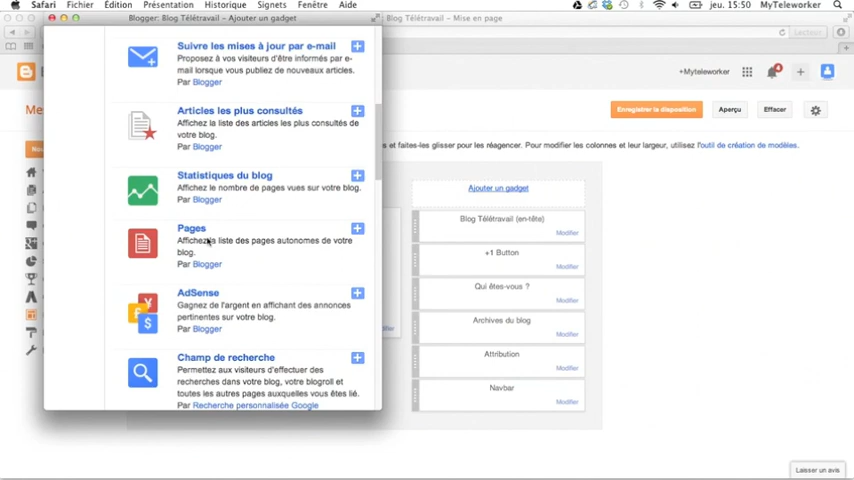 Safari Fichier Édition Présentation Historique Signets Fenêtre Aide jeu. 15:50 MyTeleworker
Blogger: Blog Télétravail – Ajouter un gadget
Blog Télétravail – Mise en page
Lecteur
+Myteleworker
4
Enregistrer la disposition Aperçu Effacer
s et faites-les glisser pour les réagencer. Pour modifier les colonnes et leur largeur, utilisez l'outil de création de modèles.
Suivre les mises à jour par e-mail
Proposez à vos visiteurs d'être informés par e-
mail lorsque vous publiez de nouveaux articles.
Par Blogger
Articles les plus consultés
Affichez la liste des articles les plus consultés de
votre blog.
Par Blogger
Statistiques du blog
Affichez le nombre de pages vues sur votre blog.
Par Blogger
Pages
Affichez la liste des pages autonomes de votre
blog.
Par Blogger
AdSense
Gagnez de l'argent en affichant des annonces
pertinentes sur votre blog.
Par Blogger
Champ de recherche
Permettez aux visiteurs d'effectuer des
recherches dans votre blog, votre blogroll et
toutes les autres pages auxquelles vous êtes lié.
Par Recherche personnalisée Google
Me
Nou
Ajouter un gadget
Blog Télétravail (en-tête)
Modifier
+1 Button
Modifier
Qui êtes-vous ?
Modifier
Archives du blog
Modifier
Attribution
Modifier
Navbar
Modifier
difier
Laisser un avis